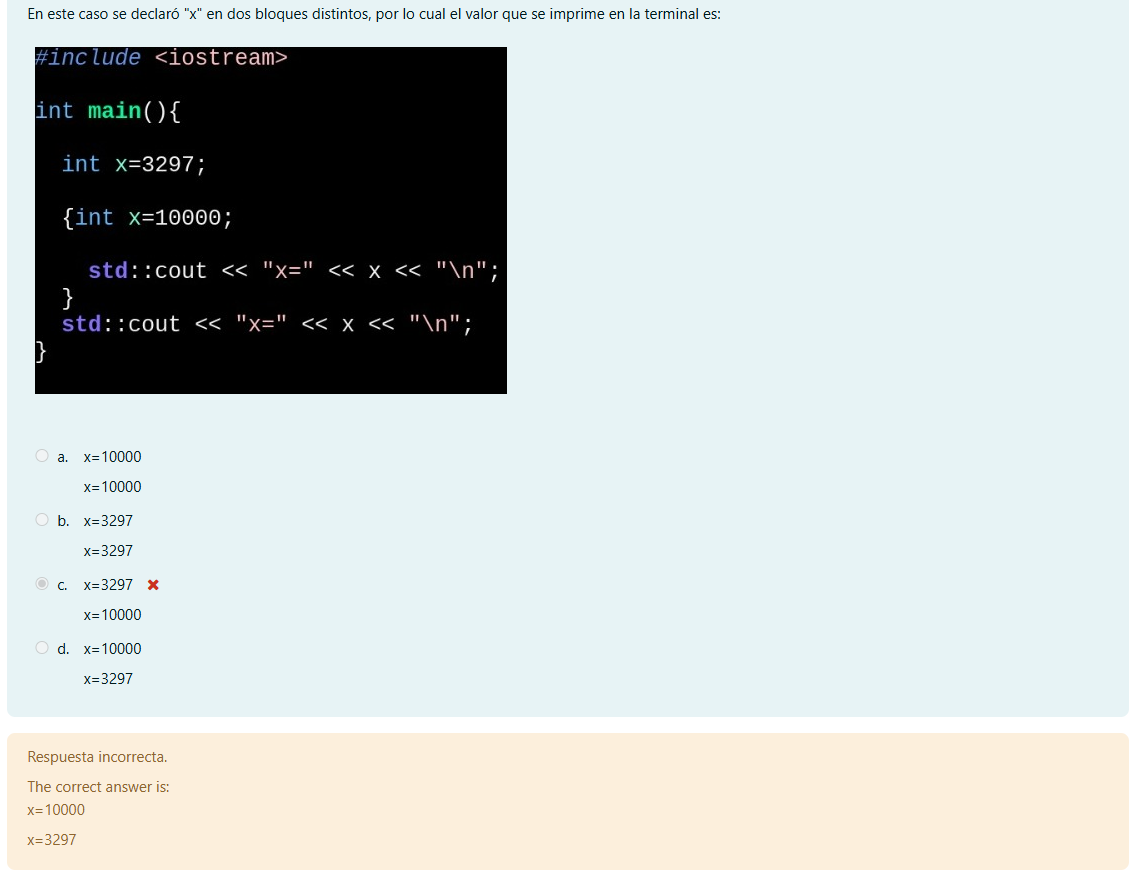 En este caso se declaró "x" en dos bloques distintos, por lo cual el valor que se imprime en la terminal es:
#include <iostream>
int main(){
int x=3297;
{int x=10000;
std::cout << "x=" << x << "\n";
}
std::cout << "x=" << x << "\n";
}
a. x=10000
x=10000
b. x=3297
x=3297
c. x=3297
x=10000
d. x=10000
x=3297
Respuesta incorrecta.
The correct answer is:
x=10000
x=3297